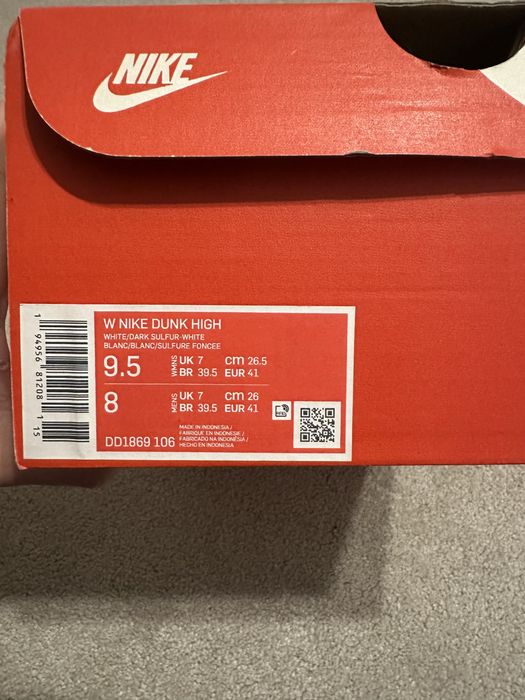 NIKE
W NIKE DUNK HIGH
WHITE/DARK SULFUR-WHITE
BLANC/BLANC/SULFURE FONCEE
9.5 WMNS UK 7 cm 26.5
BR 39.5 EUR 41
8 MENS UK 7 cm 26
BR 39.5 EUR 41
DD1869 106
MADE IN INDONESIA /
FABRIQUE EN INDONESIE /
FABRICADO NA INDONÉSIA /
HECHO EN INDONESIA
1 94956 81208 1 15